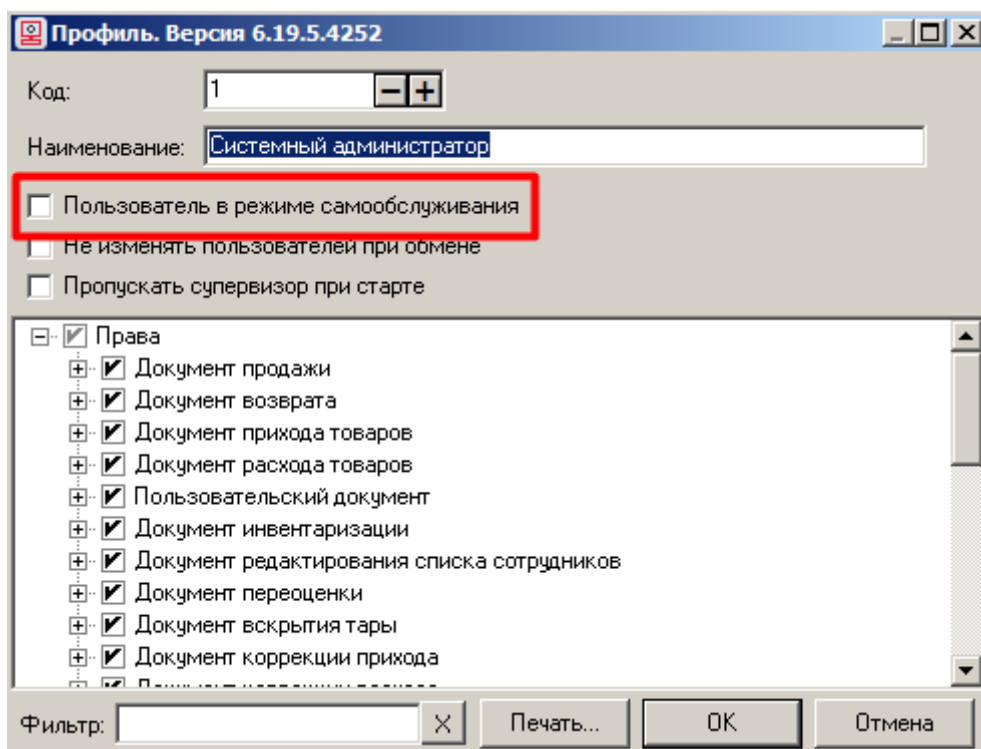 Профиль. Версия 6.19.5.4252
Код: 1
Наименование: Системный администратор
Пользователь в режиме самообслуживания
Не изменять пользователей при обмене
Пропускать супервизор при старте
Права
Документ продажи
Документ возврата
Документ прихода товаров
Документ расхода товаров
Пользовательский документ
Документ инвентаризации
Документ редактирования списка сотрудников
Документ переоценки
Документ вскрытия тары
Документ коррекции прихода
Фильтр: X Печать... OK Отмена